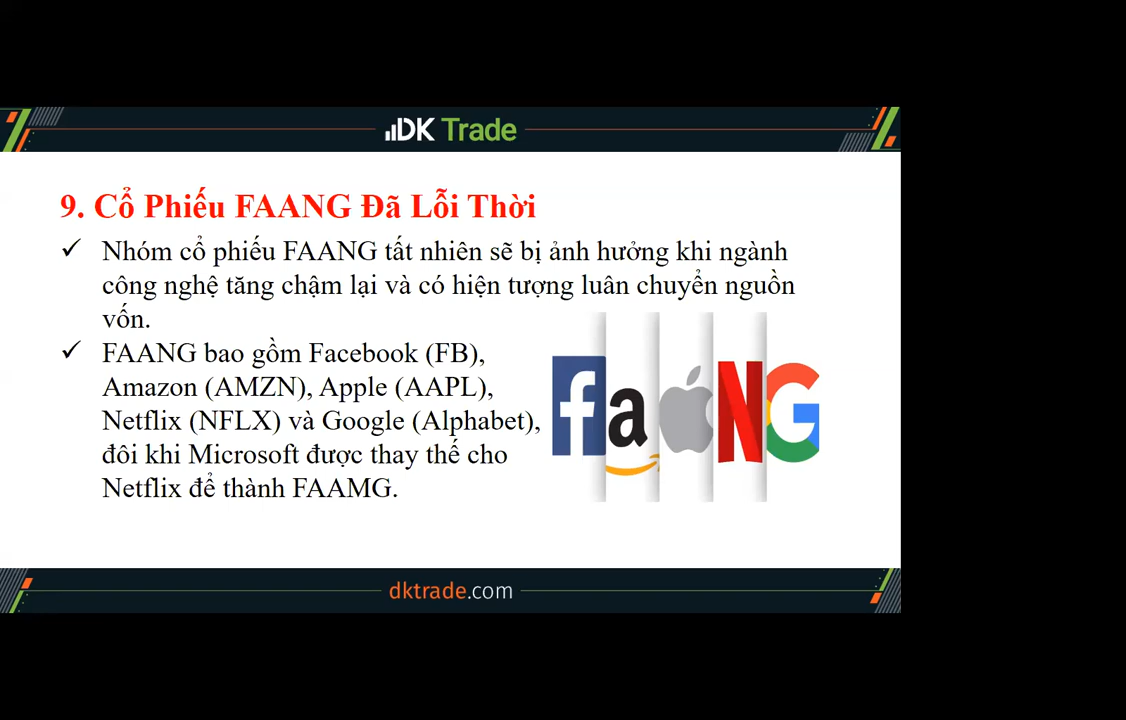 DK Trade
9. Cổ Phiếu FAANG Đã Lỗi Thời
✓ Nhóm cổ phiếu FAANG tất nhiên sẽ bị ảnh hưởng khi ngành
công nghệ tăng chậm lại và có hiện tượng luân chuyển nguồn
vốn.
✓ FAANG bao gồm Facebook (FB),
Amazon (AMZN), Apple (AAPL),
Netflix (NFLX) và Google (Alphabet),
đôi khi Microsoft được thay thế cho
Netflix để thành FAAMG.
faNG
dktrade.com